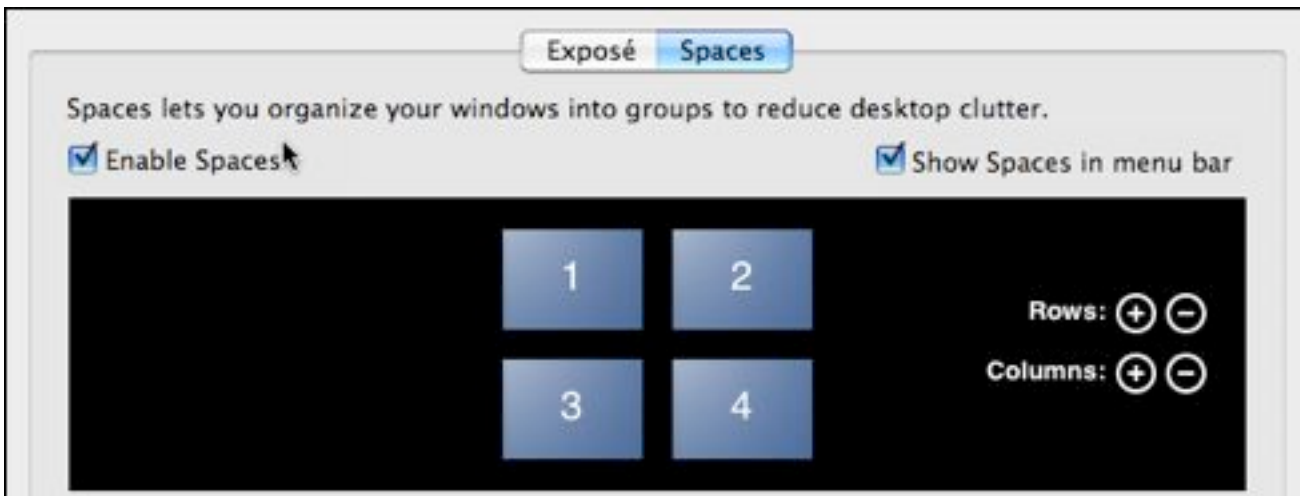 Exposé Spaces
Spaces lets you organize your windows into groups to reduce desktop clutter.
Enable Spaces Show Spaces in menu bar
1 2
Rows: + −
3 4
Columns: + −